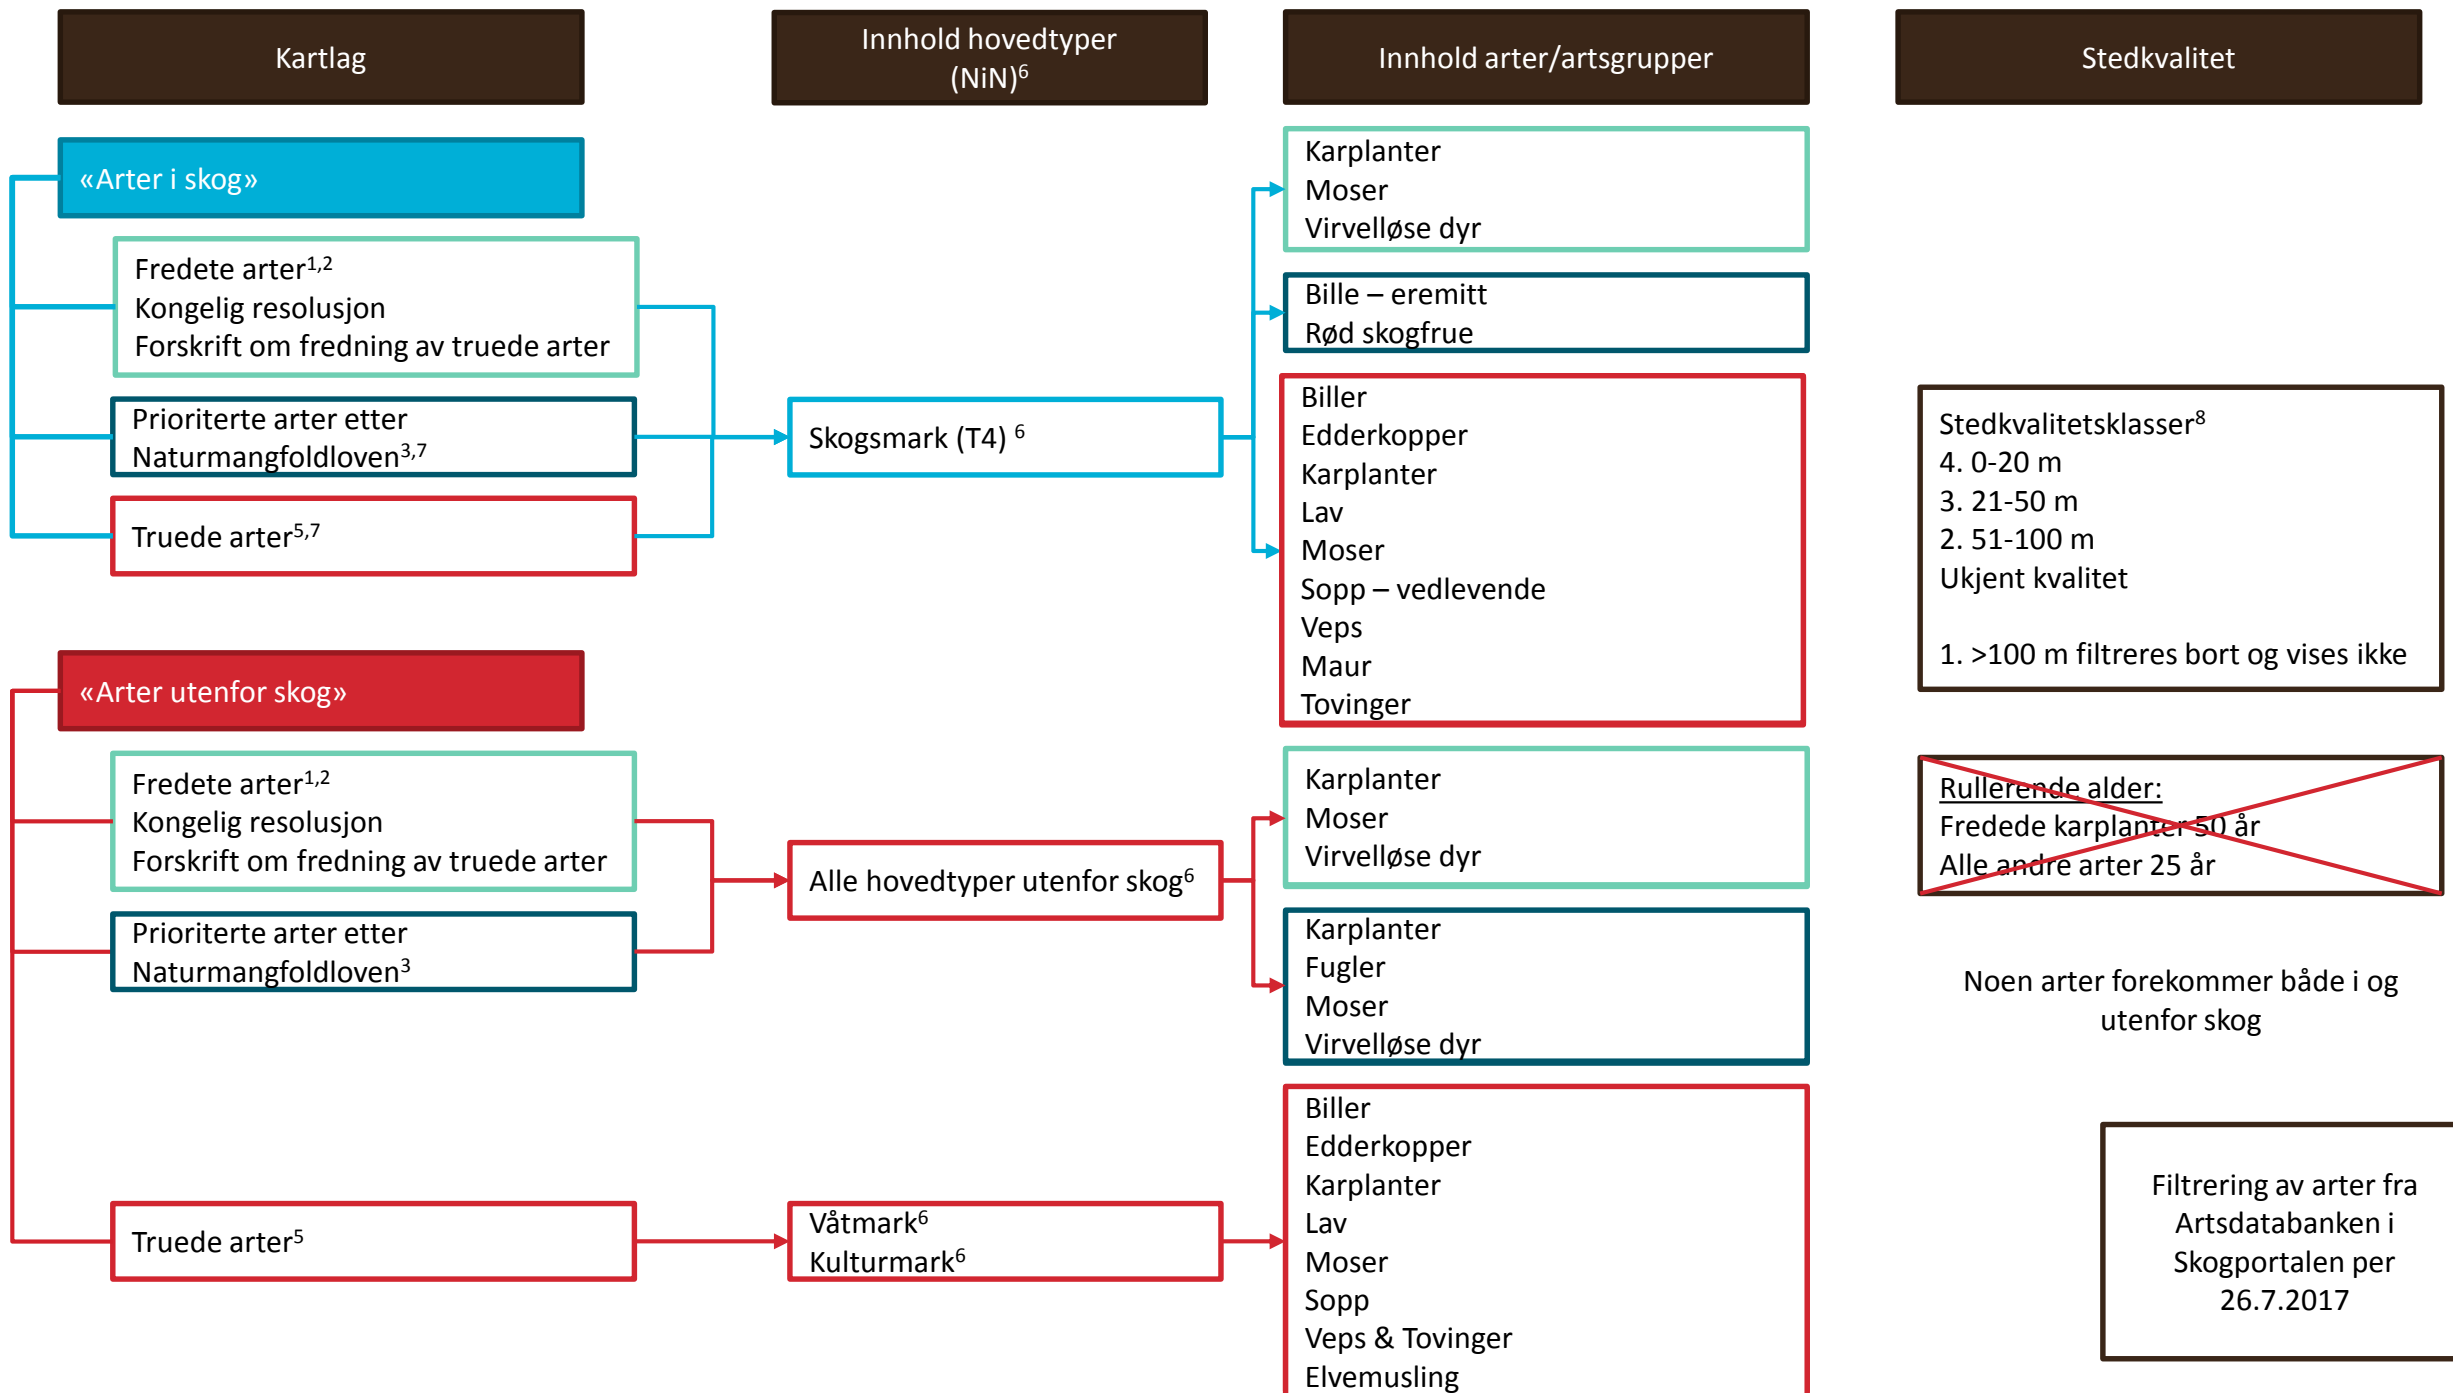 Kartlag
Innhold hovedtyper
(NiN)⁶
Innhold arter/artsgrupper
Stedkvalitet
«Arter i skog»
Fredete arter¹,²
Kongelig resolusjon
Forskrift om fredning av truede arter
Prioriterte arter etter
Naturmangfoldloven³,⁷
Truede arter⁵,⁷
Skogsmark (T4) ⁶
Karplanter
Moser
Virvelløse dyr
Bille – eremitt
Rød skogfrue
Biller
Edderkopper
Karplanter
Lav
Moser
Sopp – vedlevende
Veps
Maur
Tovinger
Stedkvalitetsklasser⁸
4. 0-20 m
3. 21-50 m
2. 51-100 m
Ukjent kvalitet
1. >100 m filtreres bort og vises ikke
«Arter utenfor skog»
Fredete arter¹,²
Kongelig resolusjon
Forskrift om fredning av truede arter
Prioriterte arter etter
Naturmangfoldloven³
Truede arter⁵
Alle hovedtyper utenfor skog⁶
Våtmark⁶
Kulturmark⁶
Karplanter
Moser
Virvelløse dyr
Karplanter
Fugler
Moser
Virvelløse dyr
Biller
Edderkopper
Karplanter
Lav
Moser
Sopp
Veps & Tovinger
Elvemusling
Rullerende alder:
Fredede karplanter 50 år
Alle andre arter 25 år
Noen arter forekommer både i og
utenfor skog
Filtrering av arter fra
Artsdatabanken i
Skogportalen per
26.7.2017